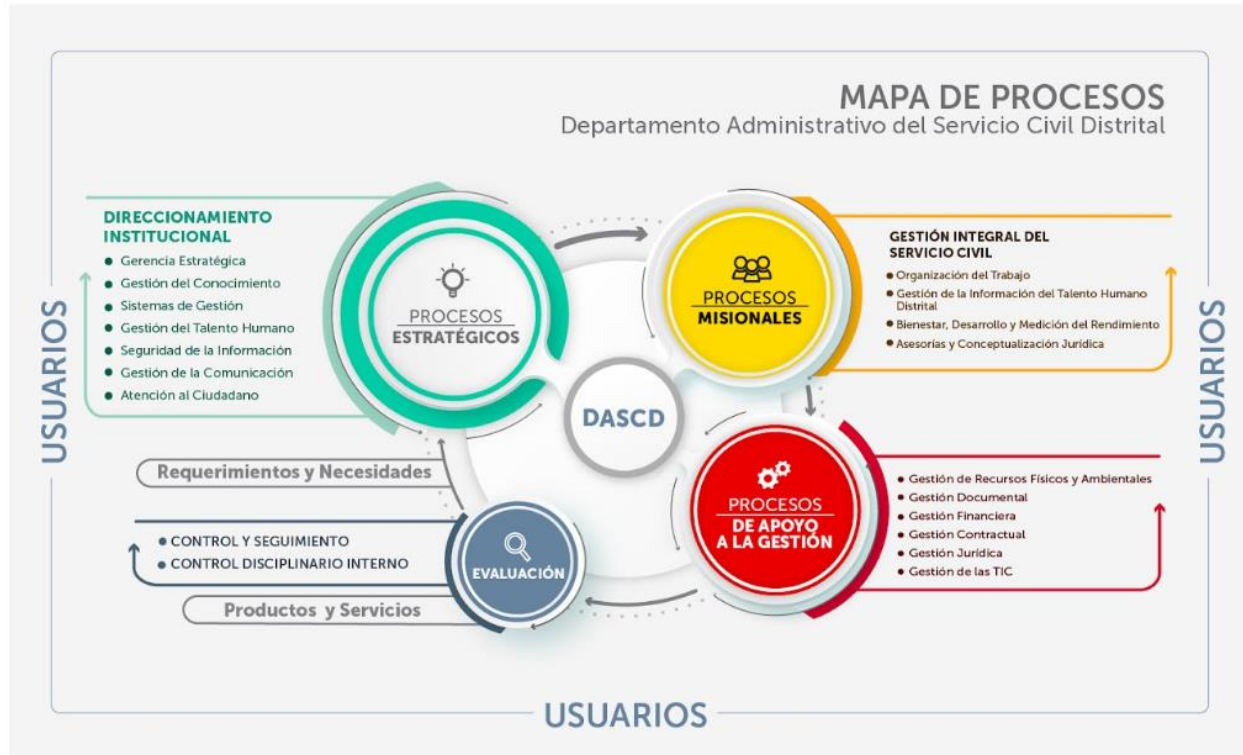 MAPA DE PROCESOS
Departamento Administrativo del Servicio Civil Distrital
DIRECCIONAMIENTO
INSTITUCIONAL
Gerencia Estratégica
Gestión del Conocimiento
Sistemas de Gestión
Gestión del Talento Humano
Seguridad de la Información
Gestión de la Comunicación
Atención al Ciudadano
PROCESOS
ESTRATÉGICOS
PROCESOS
MISIONALES
GESTIÓN INTEGRAL DEL
SERVICIO CIVIL
Organización del Trabajo
Gestión de la Información del Talento Humano
Distrital
Bienestar, Desarrollo y Medición del Rendimiento
Asesorías y Conceptualización Jurídica
USUARIOS
DASCD
USUARIOS
Requerimientos y Necesidades
CONTROL Y SEGUIMIENTO
CONTROL DISCIPLINARIO INTERNO
Productos y Servicios
EVALUACIÓN
PROCESOS
DE APOYO
A LA GESTIÓN
Gestión de Recursos Físicos y Ambientales
Gestión Documental
Gestión Financiera
Gestión Contractual
Gestión Jurídica
Gestión de las TIC
USUARIOS